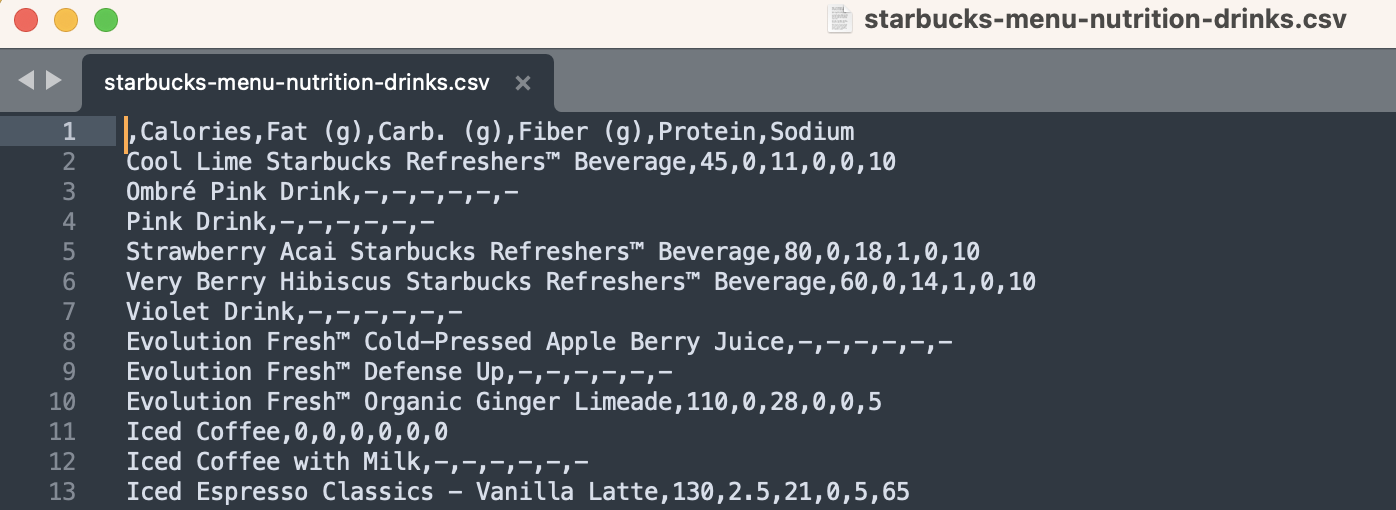 starbucks-menu-nutrition-drinks.csv
starbucks-menu-nutrition-drinks.csv ×
1 ,Calories,Fat (g),Carb. (g),Fiber (g),Protein,Sodium
2 Cool Lime Starbucks Refreshers™ Beverage,45,0,11,0,0,10
3 Ombré Pink Drink,-,-,-,-,-,-
4 Pink Drink,-,-,-,-,-,-
5 Strawberry Acai Starbucks Refreshers™ Beverage,80,0,18,1,0,10
6 Very Berry Hibiscus Starbucks Refreshers™ Beverage,60,0,14,1,0,10
7 Violet Drink,-,-,-,-,-,-
8 Evolution Fresh™ Cold-Pressed Apple Berry Juice,-,-,-,-,-,-
9 Evolution Fresh™ Defense Up,-,-,-,-,-,-
10 Evolution Fresh™ Organic Ginger Limeade,110,0,28,0,0,5
11 Iced Coffee,0,0,0,0,0,0
12 Iced Coffee with Milk,-,-,-,-,-,-
13 Iced Espresso Classics - Vanilla Latte,130,2.5,21,0,5,65